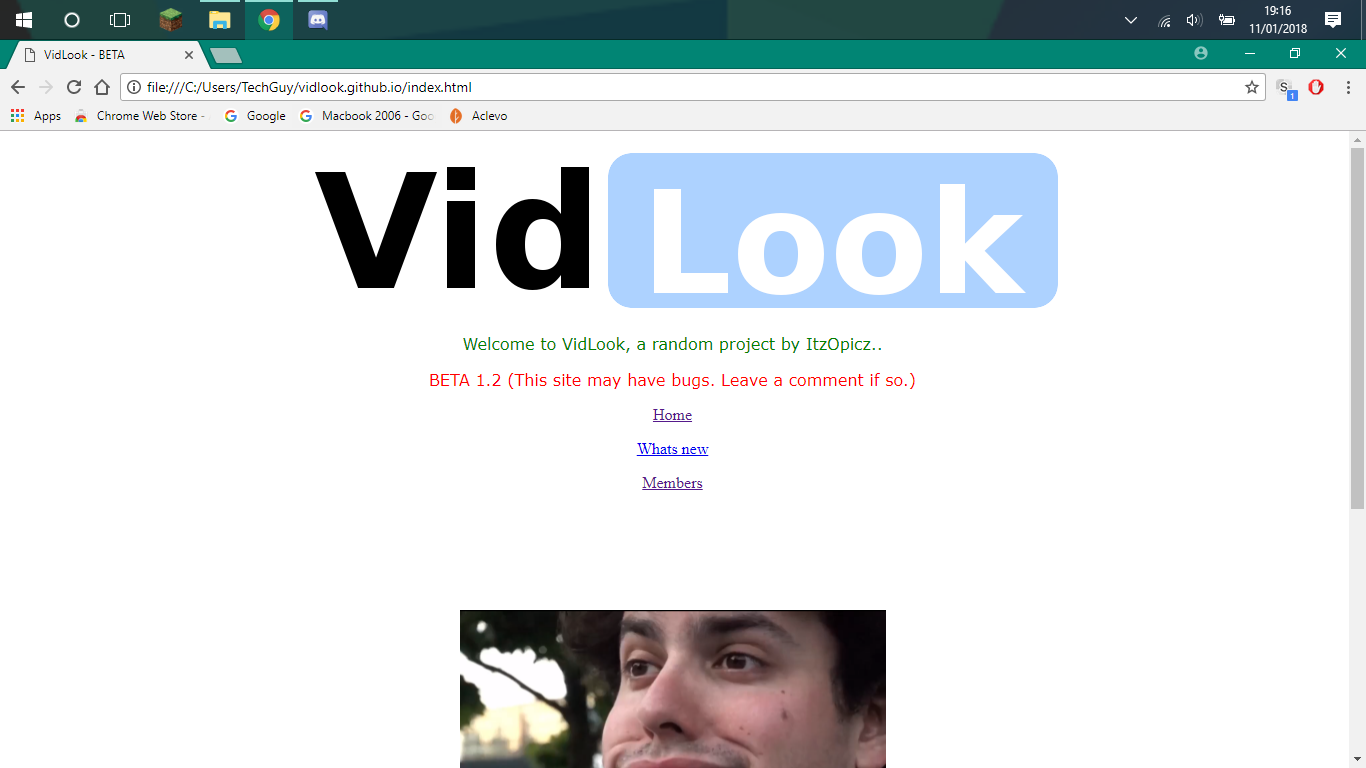 19:16
11/01/2018
VidLook - BETA
file:///C:/Users/TechGuy/vidlook.github.io/index.html
S
1
Apps
Chrome Web Store -
Google
Macbook 2006 - Goo
Aclevo
Vid Look
Welcome to VidLook, a random project by ItzOpicz..
BETA 1.2 (This site may have bugs. Leave a comment if so.)
Home
Whats new
Members